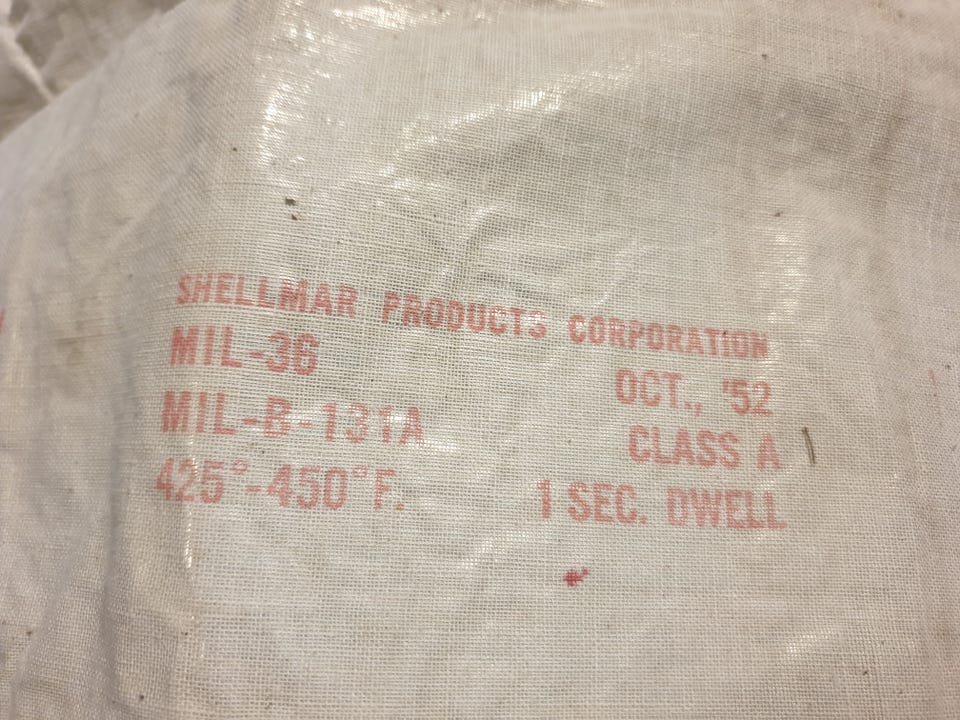 SHELLMAR PRODUCTS CORPORATION
MIL-36 OCT., '52
MIL-B-131A CLASS A
425°-450°F. 1 SEC. DWELL